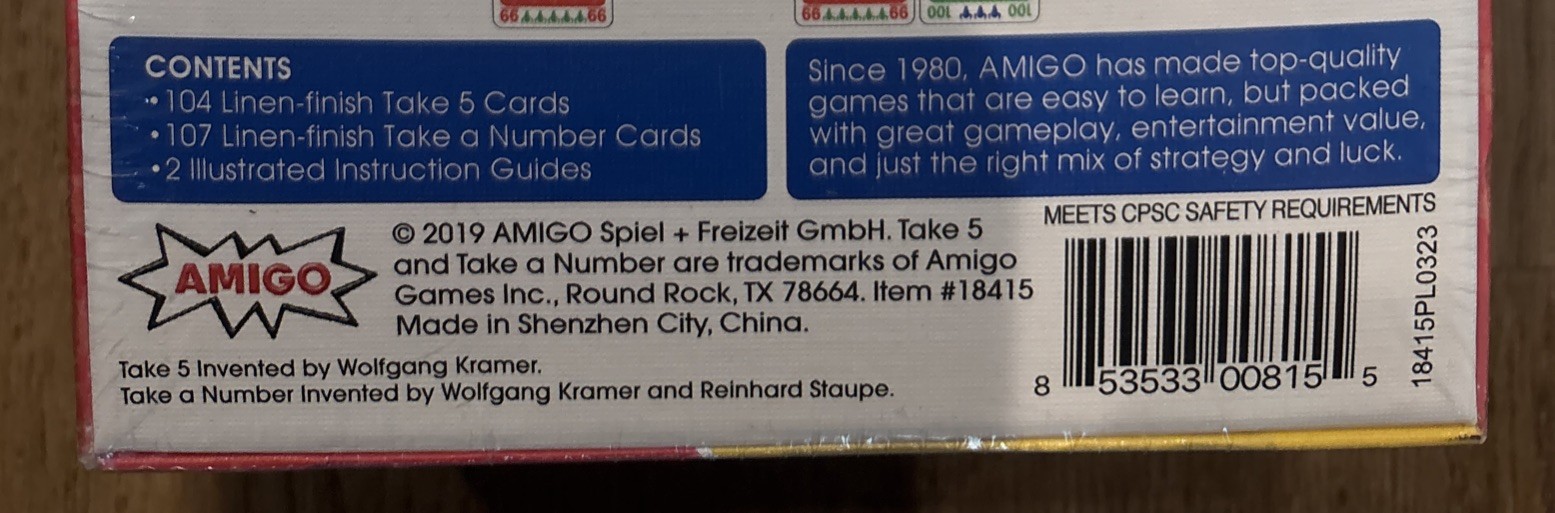 66 66
66 66
100 100
CONTENTS
• 104 Linen-finish Take 5 Cards
• 107 Linen-finish Take a Number Cards
• 2 Illustrated Instruction Guides
Since 1980, AMIGO has made top-quality
games that are easy to learn, but packed
with great gameplay, entertainment value,
and just the right mix of strategy and luck.
AMIGO
© 2019 AMIGO Spiel + Freizeit GmbH. Take 5
and Take a Number are trademarks of Amigo
Games Inc., Round Rock, TX 78664. Item #18415
Made in Shenzhen City, China.
Take 5 Invented by Wolfgang Kramer.
Take a Number Invented by Wolfgang Kramer and Reinhard Staupe.
MEETS CPSC SAFETY REQUIREMENTS
8 53533 00815 5
18415PL0323